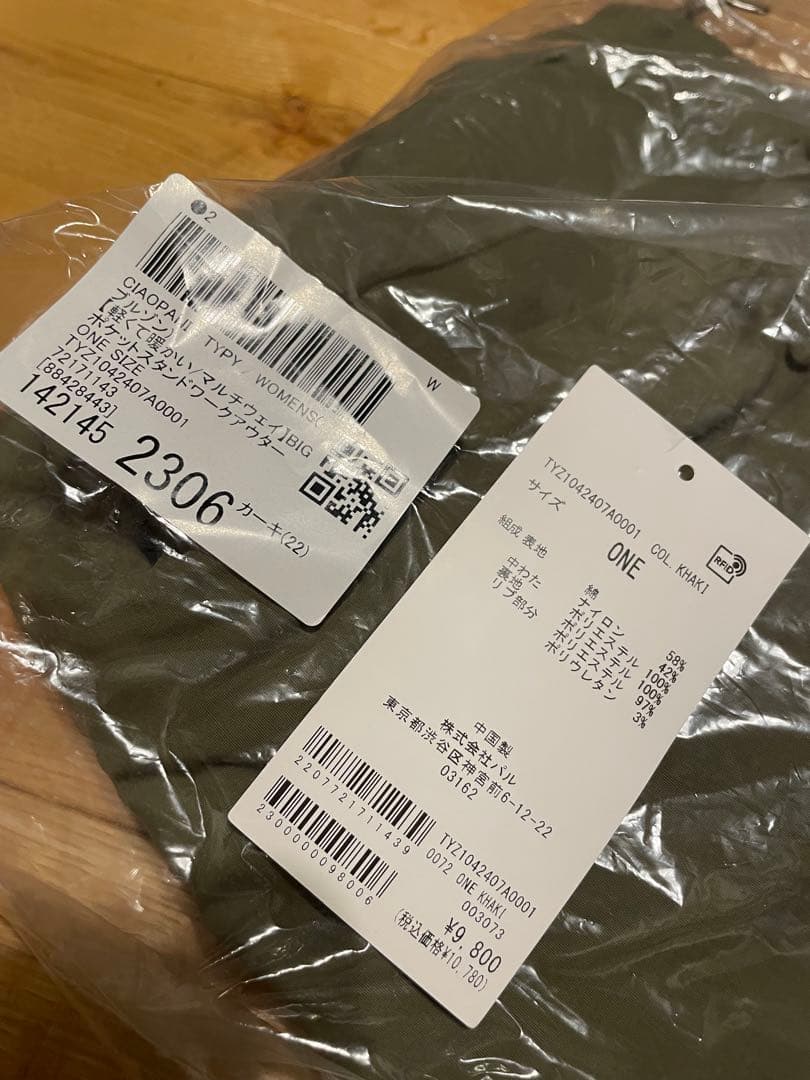 2
W
CIAOPANIC TYPY / WOMENS(
ブルゾン)
【軽くて暖かい/マルチウェイ】BIG
ポケットスタンドワークアウター
ONE SIZE
TYZ1042407A0001
72171143
[88428443]
142145 2306 カーキ(22)
TYZ1042407A0001 COL. KHAKI
サイズ ONE
RFID
組成 表地 綿 58%
ナイロン 42%
中わた ポリエステル 100%
裏地 ポリエステル 100%
リブ部分 ポリエステル 97%
ポリウレタン 3%
中国製
株式会社パル
東京都渋谷区神宮前6-12-22
03162
2207721711439
TYZ1042407A0001
0072 ONE KHAKI
003073
2300000098006
¥9,800
(税込価格¥10,780)